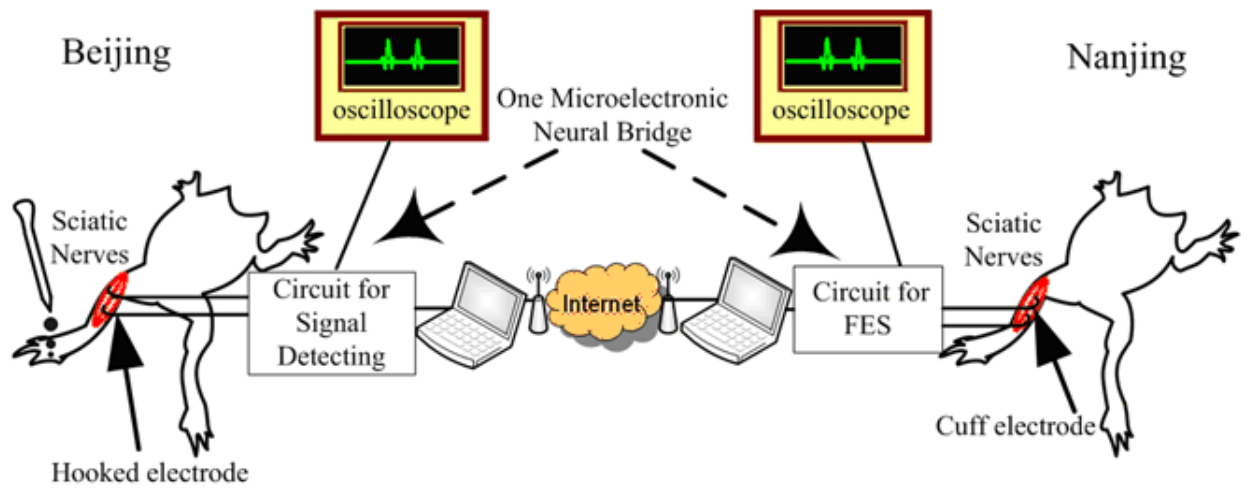 Beijing
Nanjing
oscilloscope
oscilloscope
One Microelectronic
Neural Bridge
Sciatic
Nerves
Sciatic
Nerves
Circuit for
Signal
Detecting
Internet
Circuit for
FES
Hooked electrode
Cuff electrode